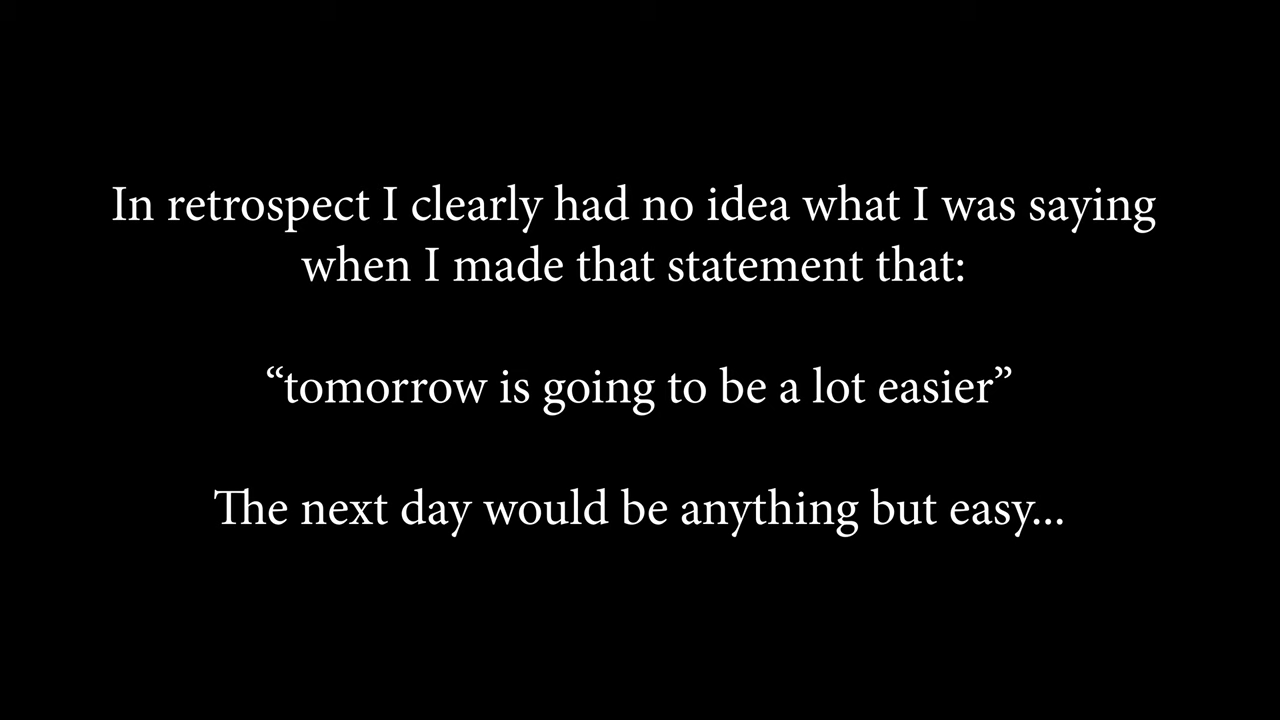 In retrospect I clearly had no idea what I was saying
when I made that statement that:
“tomorrow is going to be a lot easier”
The next day would be anything but easy...